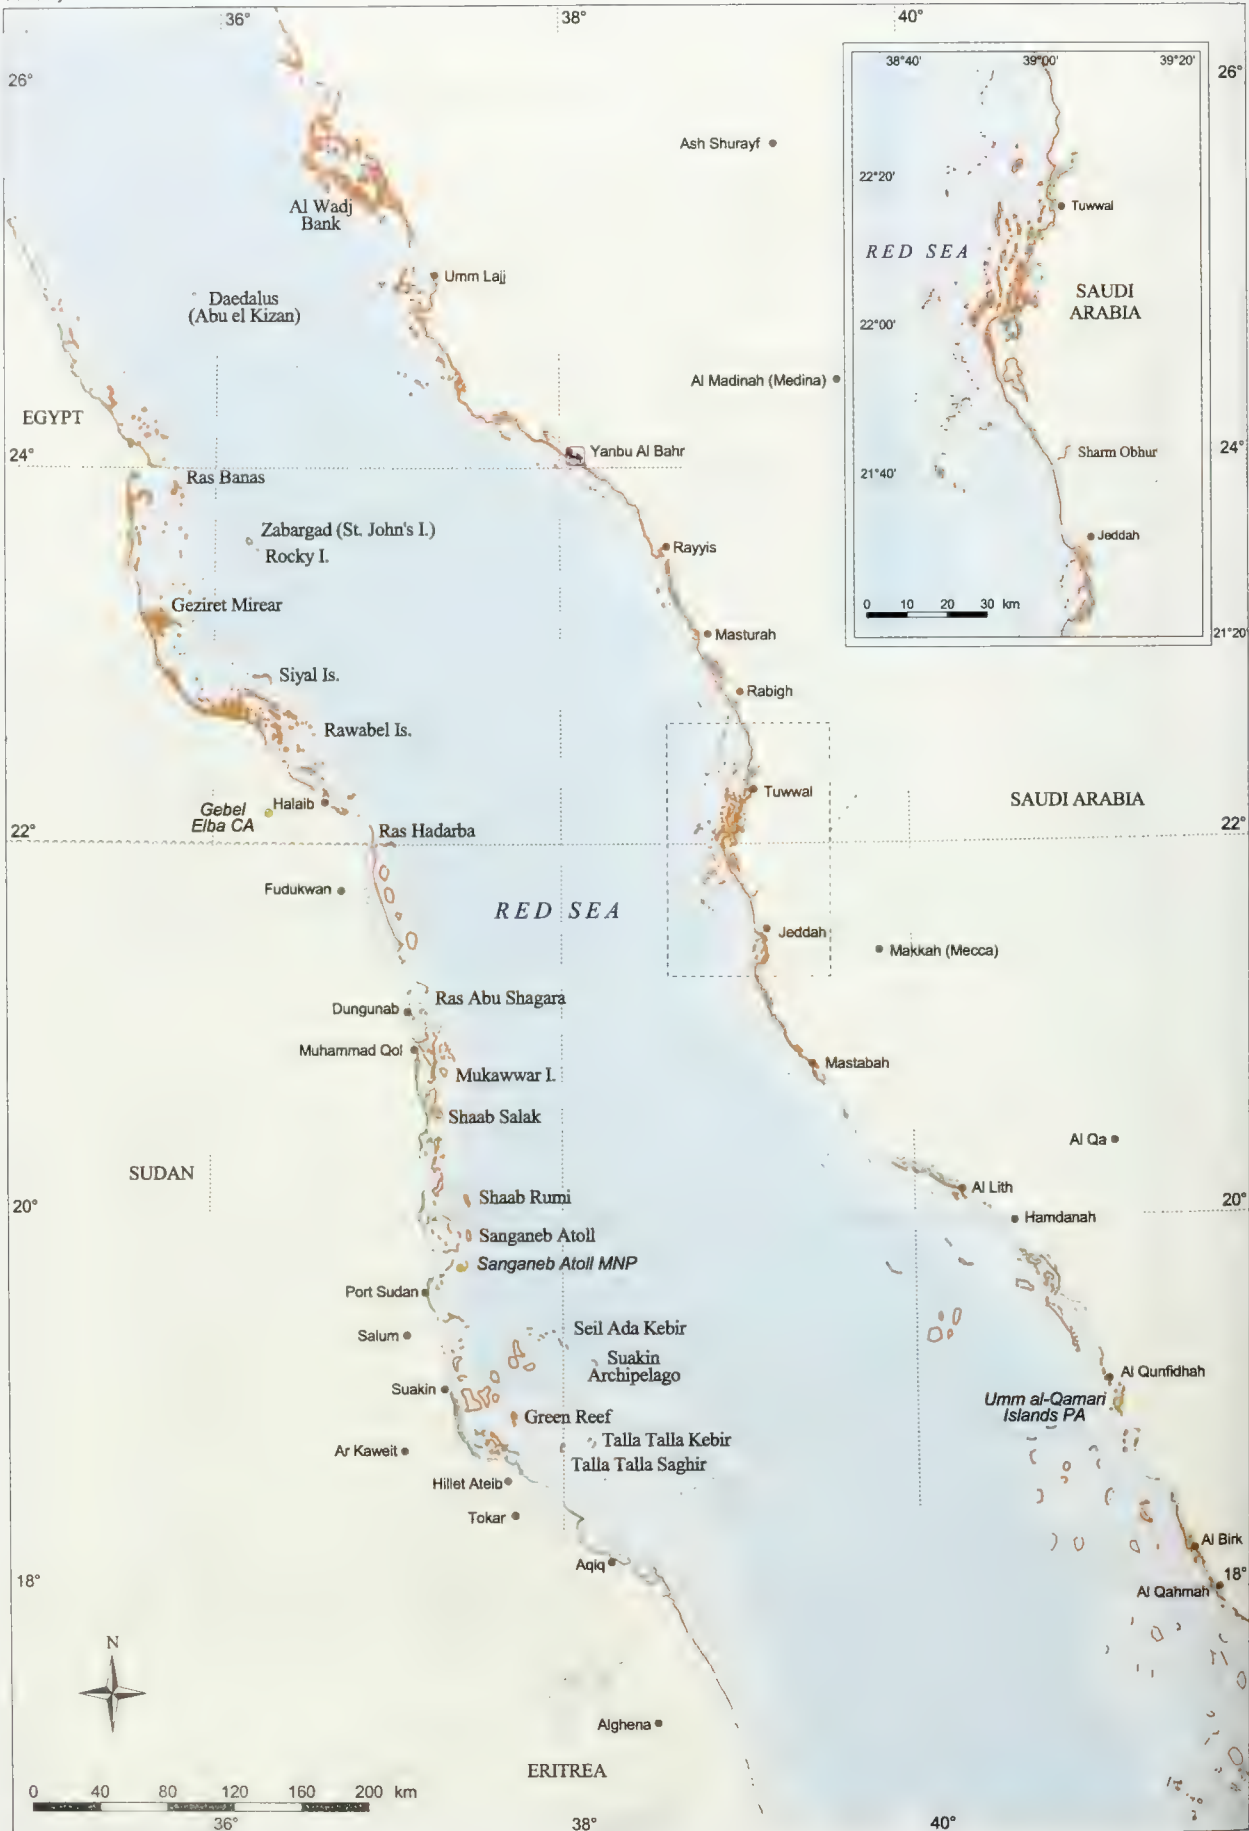 36°
38°
40°
26°
26°
38°40'
39°00'
39°20'
Ash Shurayf
22°20'
Tuwwal
Al Wadj
Bank
RED SEA
Umm Lajj
SAUDI
ARABIA
Daedalus
(Abu el Kizan)
22°00'
Al Madinah (Medina)
EGYPT
Yanbu Al Bahr
Sharm Obhur
24°
24°
21°40'
Ras Banas
Zabargad (St. John's I.)
Rocky I.
Rayyis
Jeddah
Geziret Mirear
0 10 20 30 km
Masturah
21°20'
Siyal Is.
Rabigh
Rawabel Is.
Tuwwal
SAUDI ARABIA
Halaib
Gebel
Elba CA
Ras Hadarba
22°
22°
Fudukwan
RED SEA
Jeddah
Makkah (Mecca)
Ras Abu Shagara
Dungunab
Muhammad Qol
Mastabah
Mukawwar I.
Shaab Salak
Al Qa
SUDAN
Al Lith
Shaab Rumi
20°
20°
Hamdanah
Sanganeb Atoll
Sanganeb Atoll MNP
Port Sudan
Seil Ada Kebir
Salum
Suakin
Archipelago
Al Qunfidhah
Suakin
Umm al-Qamari
Islands PA
Green Reef
Talla Talla Kebir
Ar Kaweit
Talla Talla Saghir
Hillet Ateib
Tokar
Al Birk
Aqiq
18°
18°
Al Qahmah
N
Alghena
ERITREA
0 40 80 120 160 200 km
36°
38°
40°